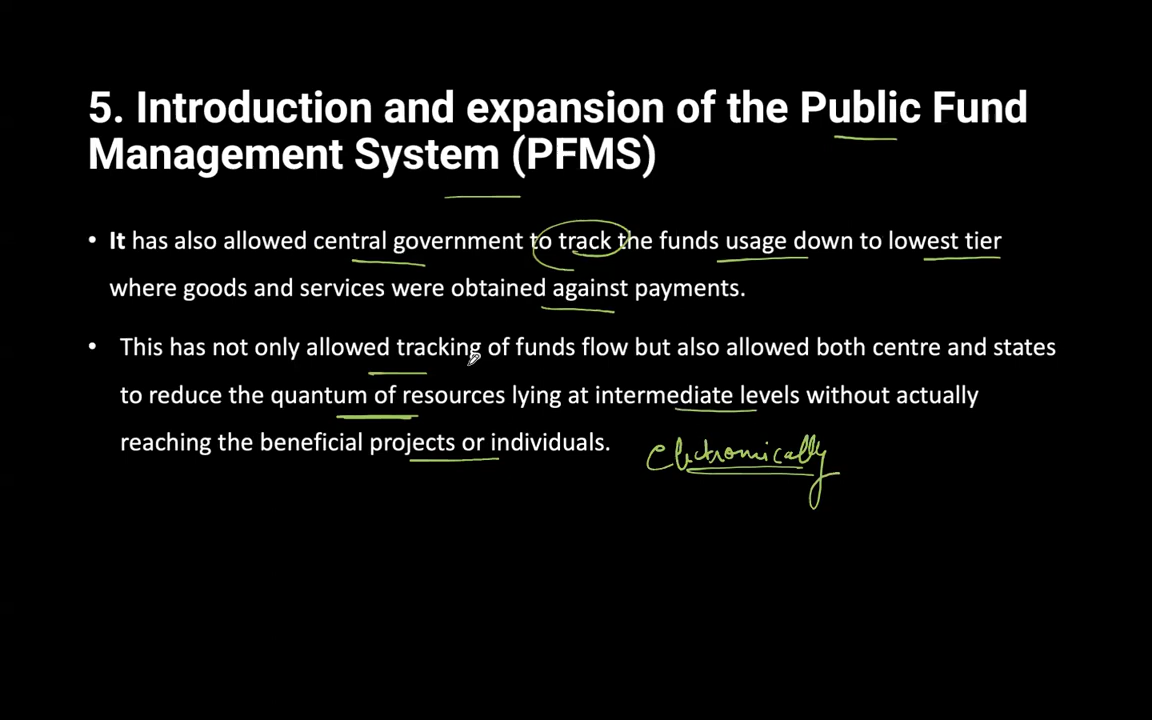 5. Introduction and expansion of the Public Fund
Management System (PFMS)
• It has also allowed central government to track the funds usage down to lowest tier
where goods and services were obtained against payments.
• This has not only allowed tracking of funds flow but also allowed both centre and states
to reduce the quantum of resources lying at intermediate levels without actually
reaching the beneficial projects or individuals.
Electronically